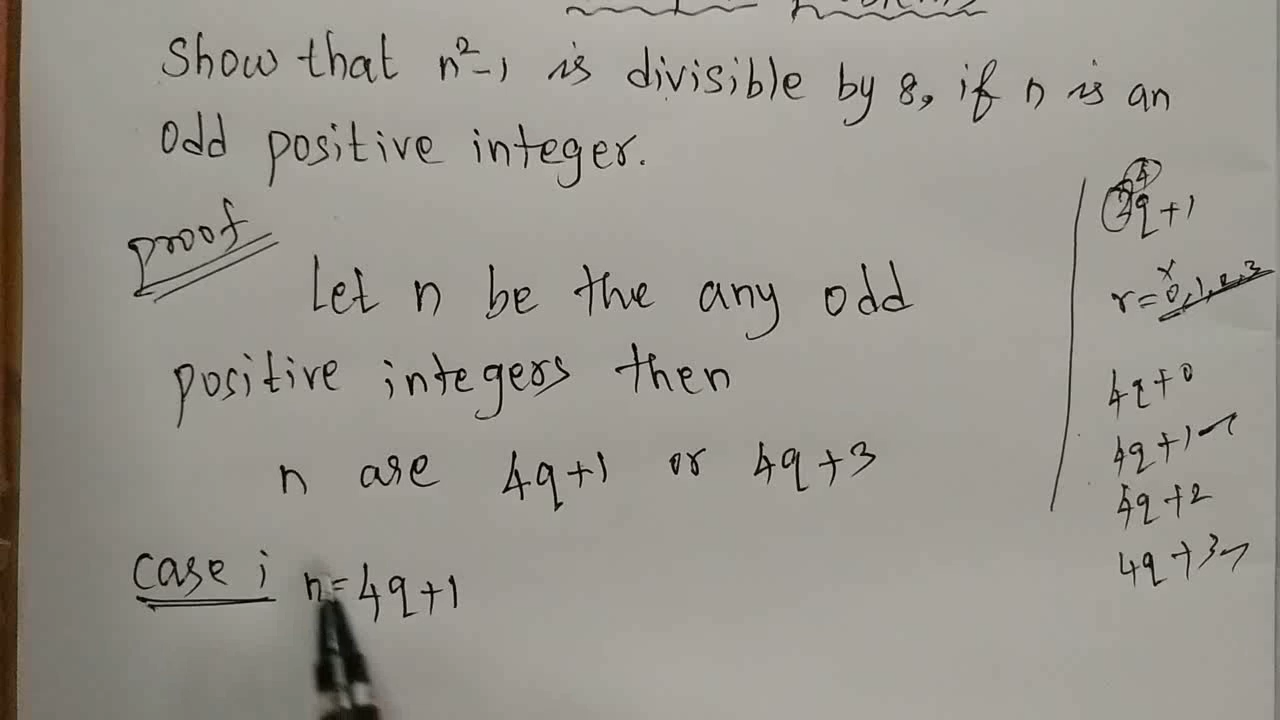 Show that n²-1 is divisible by 8, if n is an
odd positive integer.
Proof
Let n be the any odd
positive integers then
n are 4q+1 or 4q+3
Case i n=4q+1
4
q+1
r=0,1,2,3
4q+0
4q+1
4q+2
4q+3